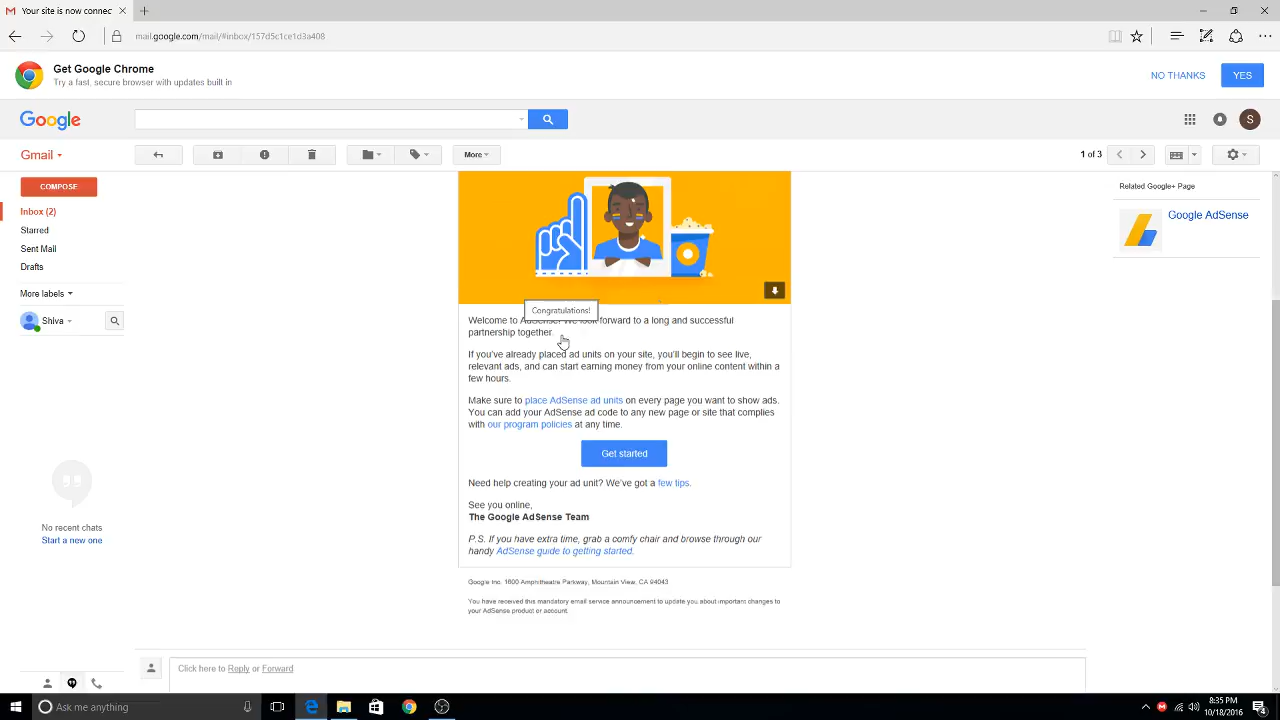 Your new Gmail
mail.google.com/mail/#inbox/157d5c1ce1d3a408
Get Google Chrome
Try a fast, secure browser with updates built in
NO THANKS
YES
Google
S
Gmail
More
1 of 3
COMPOSE
Inbox (2)
Starred
Sent Mail
Drafts
More labels
Shiva
No recent chats
Start a new one
Related Google+ Page
Google AdSense
Congratulations!
Welcome to AdSense! We look forward to a long and successful
partnership together.
If you've already placed ad units on your site, you'll begin to see live,
relevant ads, and can start earning money from your online content within a
few hours.
Make sure to place AdSense ad units on every page you want to show ads.
You can add your AdSense ad code to any new page or site that complies
with our program policies at any time.
Get started
Need help creating your ad unit? We've got a few tips.
See you online,
The Google AdSense Team
P.S. If you have extra time, grab a comfy chair and browse through our
handy AdSense guide to getting started.
Google Inc. 1600 Amphitheatre Parkway, Mountain View, CA 94043
You have received this mandatory email service announcement to update you about important changes to
your AdSense product or account.
Click here to Reply or Forward
Ask me anything
8:35 PM
10/18/2016